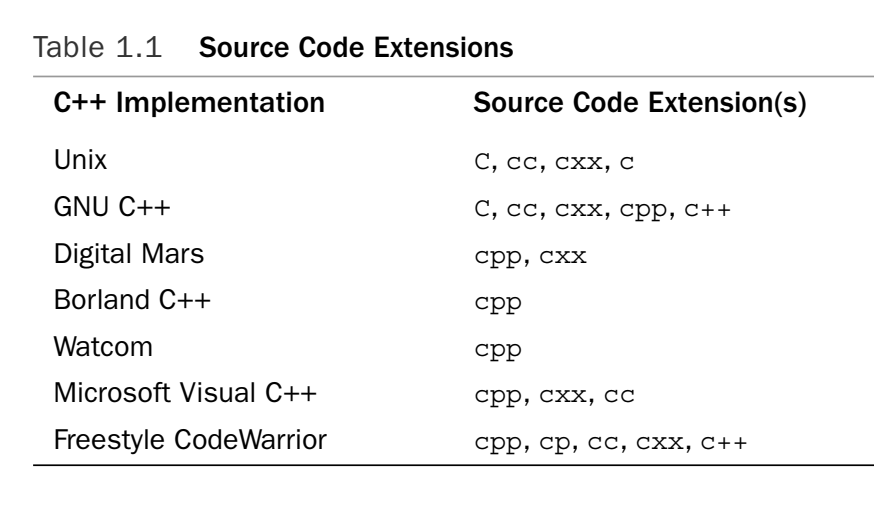 Table 1.1 Source Code Extensions
C++ Implementation Source Code Extension(s)
Unix C, cc, cxx, c
GNU C++ C, cc, cxx, cpp, c++
Digital Mars cpp, cxx
Borland C++ cpp
Watcom cpp
Microsoft Visual C++ cpp, cxx, cc
Freestyle CodeWarrior cpp, cp, cc, cxx, c++